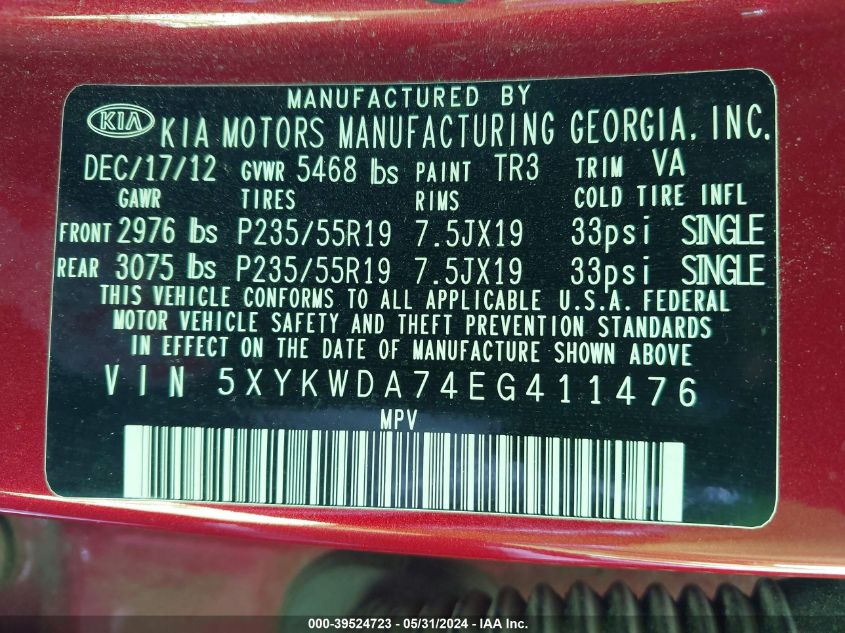 MANUFACTURED BY
KIA KIA MOTORS MANUFACTURING GEORGIA, INC.
DEC/17/12 GVWR 5468 lbs PAINT TR3 TRIM VA
GAWR TIRES RIMS COLD TIRE INFL
FRONT 2976 lbs P235/55R19 7.5JX19 33psi SINGLE
REAR 3075 lbs P235/55R19 7.5JX19 33psi SINGLE
THIS VEHICLE CONFORMS TO ALL APPLICABLE U.S.A. FEDERAL
MOTOR VEHICLE SAFETY AND THEFT PREVENTION STANDARDS
IN EFFECT ON THE DATE OF MANUFACTURE SHOWN ABOVE
VIN 5XYKWDA74EG411476
MPV
000-39524723 - 05/31/2024 - IAA Inc.